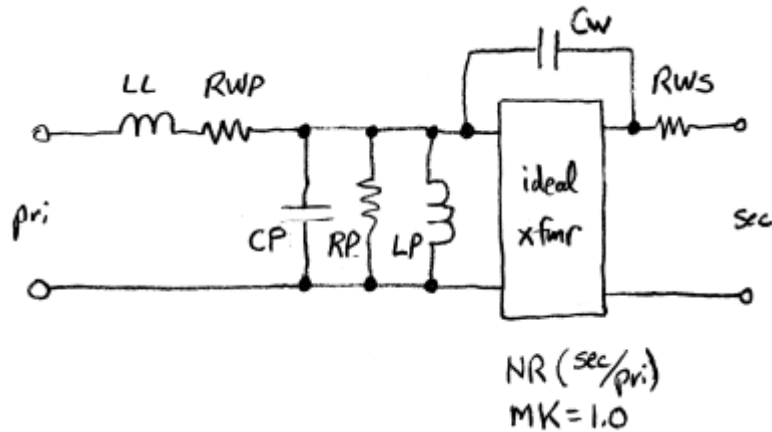 Cw
LL
RWP
RWS
pri
CP
RP
LP
ideal
xfmr
sec
NR (sec/pri)
MK=1.0